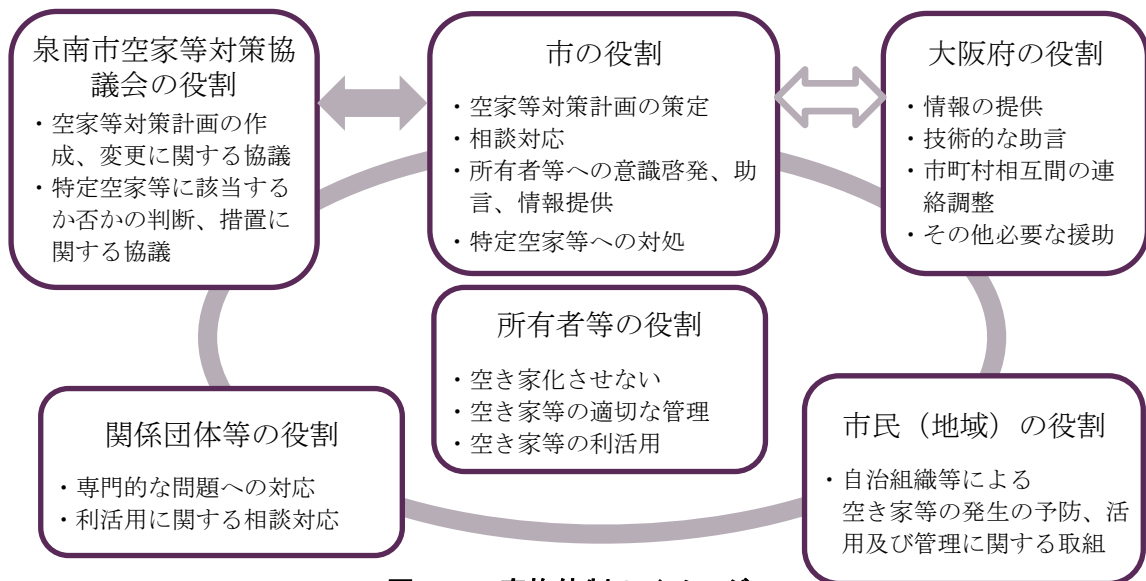 泉南市空家等対策協
議会の役割
・空家等対策計画の作
成、変更に関する協議
・特定空家等に該当する
か否かの判断、措置に
関する協議
市の役割
・空家等対策計画の策定
・相談対応
・所有者等への意識啓発、助
言、情報提供
・特定空家等への対処
大阪府の役割
・情報の提供
・技術的な助言
・市町村相互間の連
絡調整
・その他必要な援助
所有者等の役割
・空き家化させない
・空き家等の適切な管理
・空き家等の利活用
関係団体等の役割
・専門的な問題への対応
・利活用に関する相談対応
市民（地域）の役割
・自治組織等による
空き家等の発生の予防、活
用及び管理に関する取組